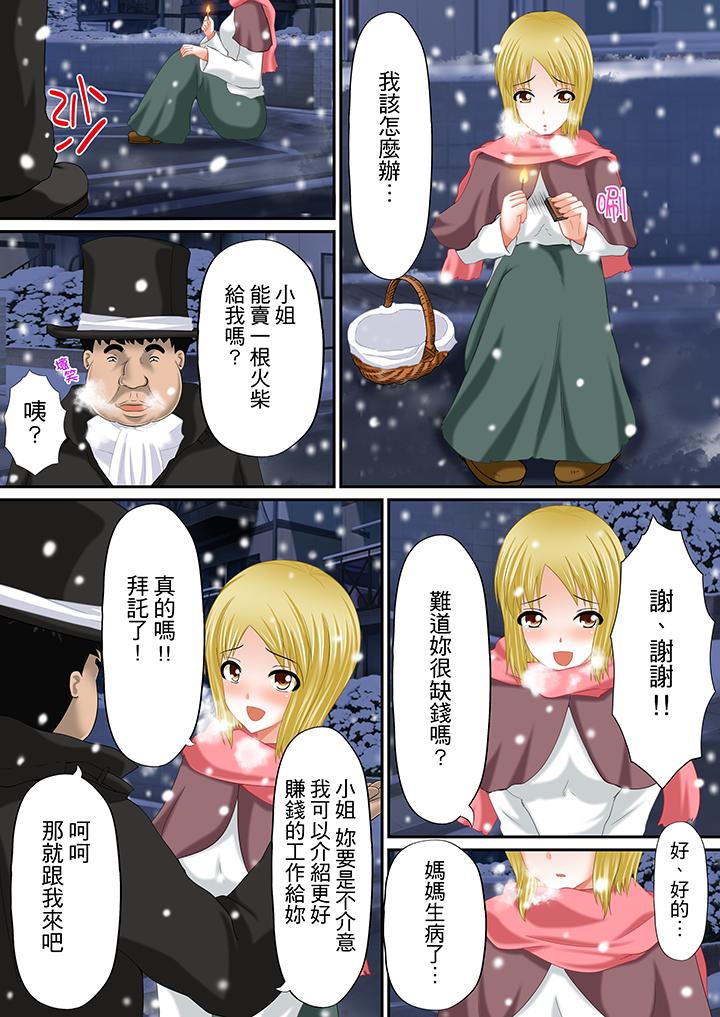 我該怎麼辦…
唰
小姐
能賣一根火柴
給我嗎？
壞笑
咦？
謝、謝謝!!
難道妳很缺錢嗎？
好、好的…
媽媽生病了…
真的嗎!!
拜託了！
小姐 妳要是不介意
我可以介紹更好
賺錢的工作給妳
呵呵
那就跟我來吧